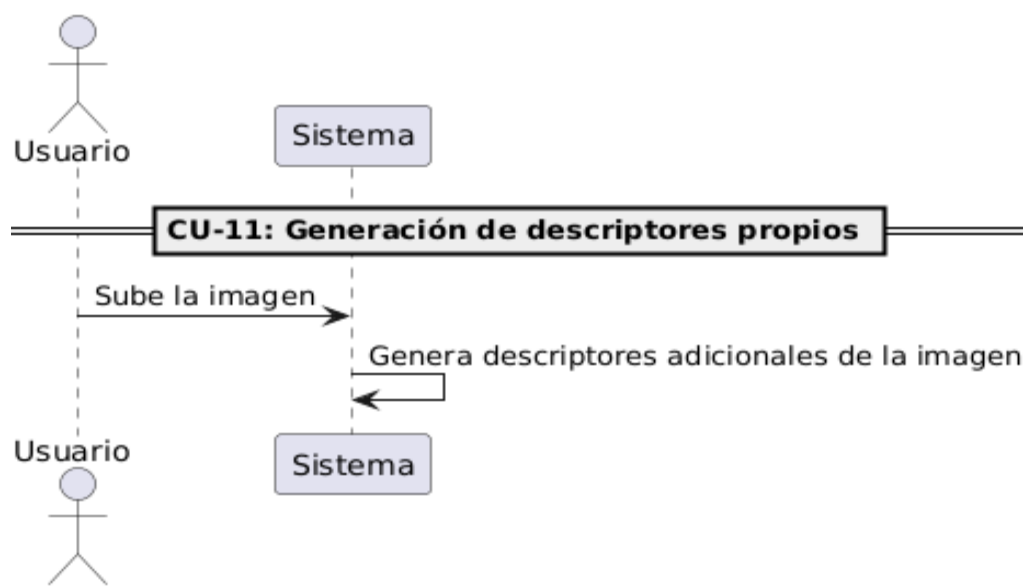 Usuario
Sistema
CU-11: Generación de descriptores propios
Sube la imagen
Genera descriptores adicionales de la imagen
Usuario
Sistema